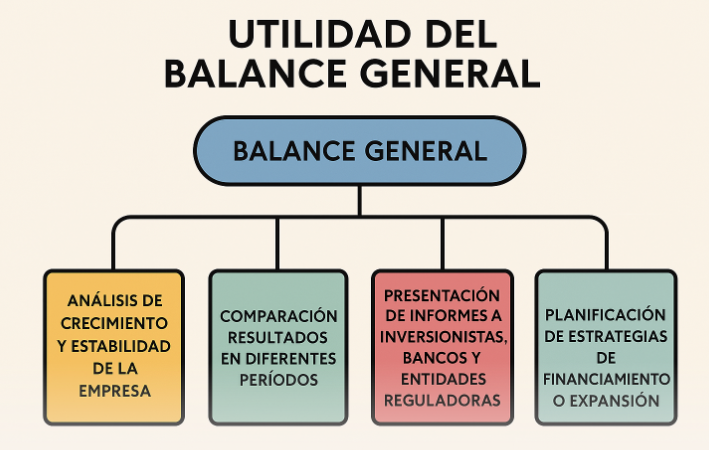 UTILIDAD DEL
BALANCE GENERAL
BALANCE GENERAL
ANÁLISIS DE
CRECIMIENTO
Y ESTABILIDAD
DE LA
EMPRESA
COMPARACIÓN
RESULTADOS
EN DIFERENTES
PERÍODOS
PRESENTACIÓN
DE INFORMES A
INVERSIONISTAS,
BANCOS Y
ENTIDADES
REGULADORAS
PLANIFICACIÓN
DE ESTRATEGIAS
DE
FINANCIAMIENTO
O EXPANSIÓN